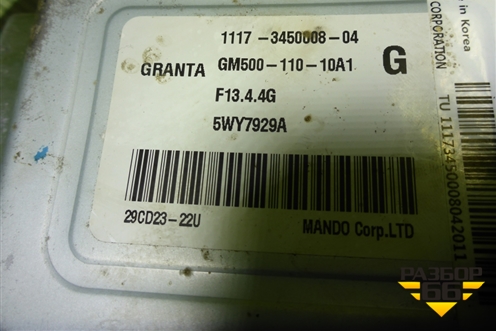 1117-3450008-04
GRANTA GM500-110-10A1 G
F13.4.4G
5WY7929A
29CD23-22U
MANDO Corp.LTD
in Korea
CORPORATION
TU 11173450008042011
РАЗБОР
66